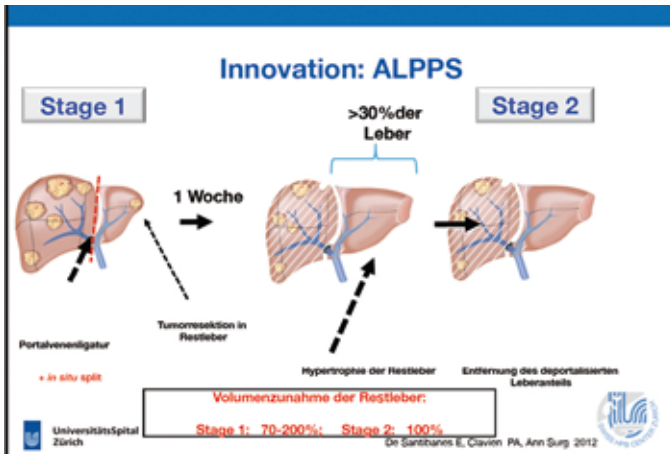 Innovation: ALPPS
Stage 1
Stage 2
>30%der
Leber
1 Woche
Tumorresektion in
Restleber
Portalvenenligatur
+ in situ split
Hypertrophie der Restleber
Entfernung des deportalisierten
Leberanteils
Volumenzunahme der Restleber:
Stage 1: 70-200%; Stage 2: 100%
UniversitätsSpital
Zürich
De Santibanes E, Clavien PA, Ann Surg 2012